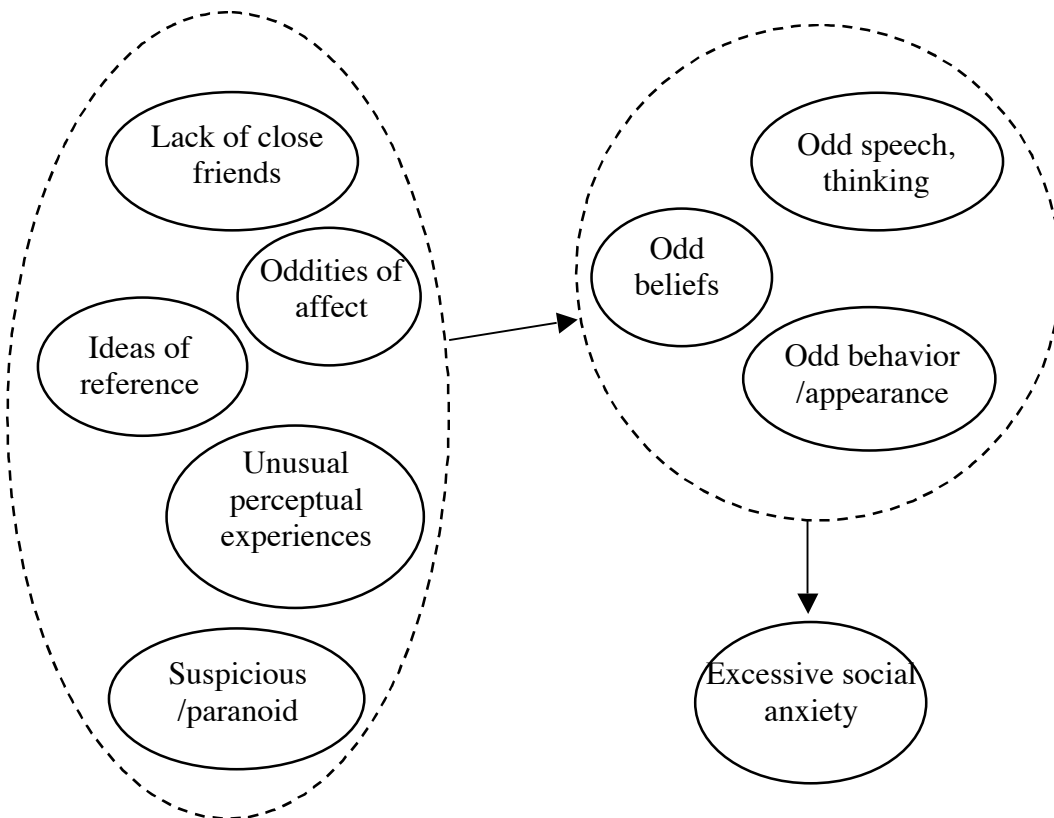 Lack of close
friends
Oddities of
affect
Ideas of
reference
Unusual
perceptual
experiences
Suspicious
/paranoid
Odd speech,
thinking
Odd
beliefs
Odd behavior
/appearance
Excessive social
anxiety